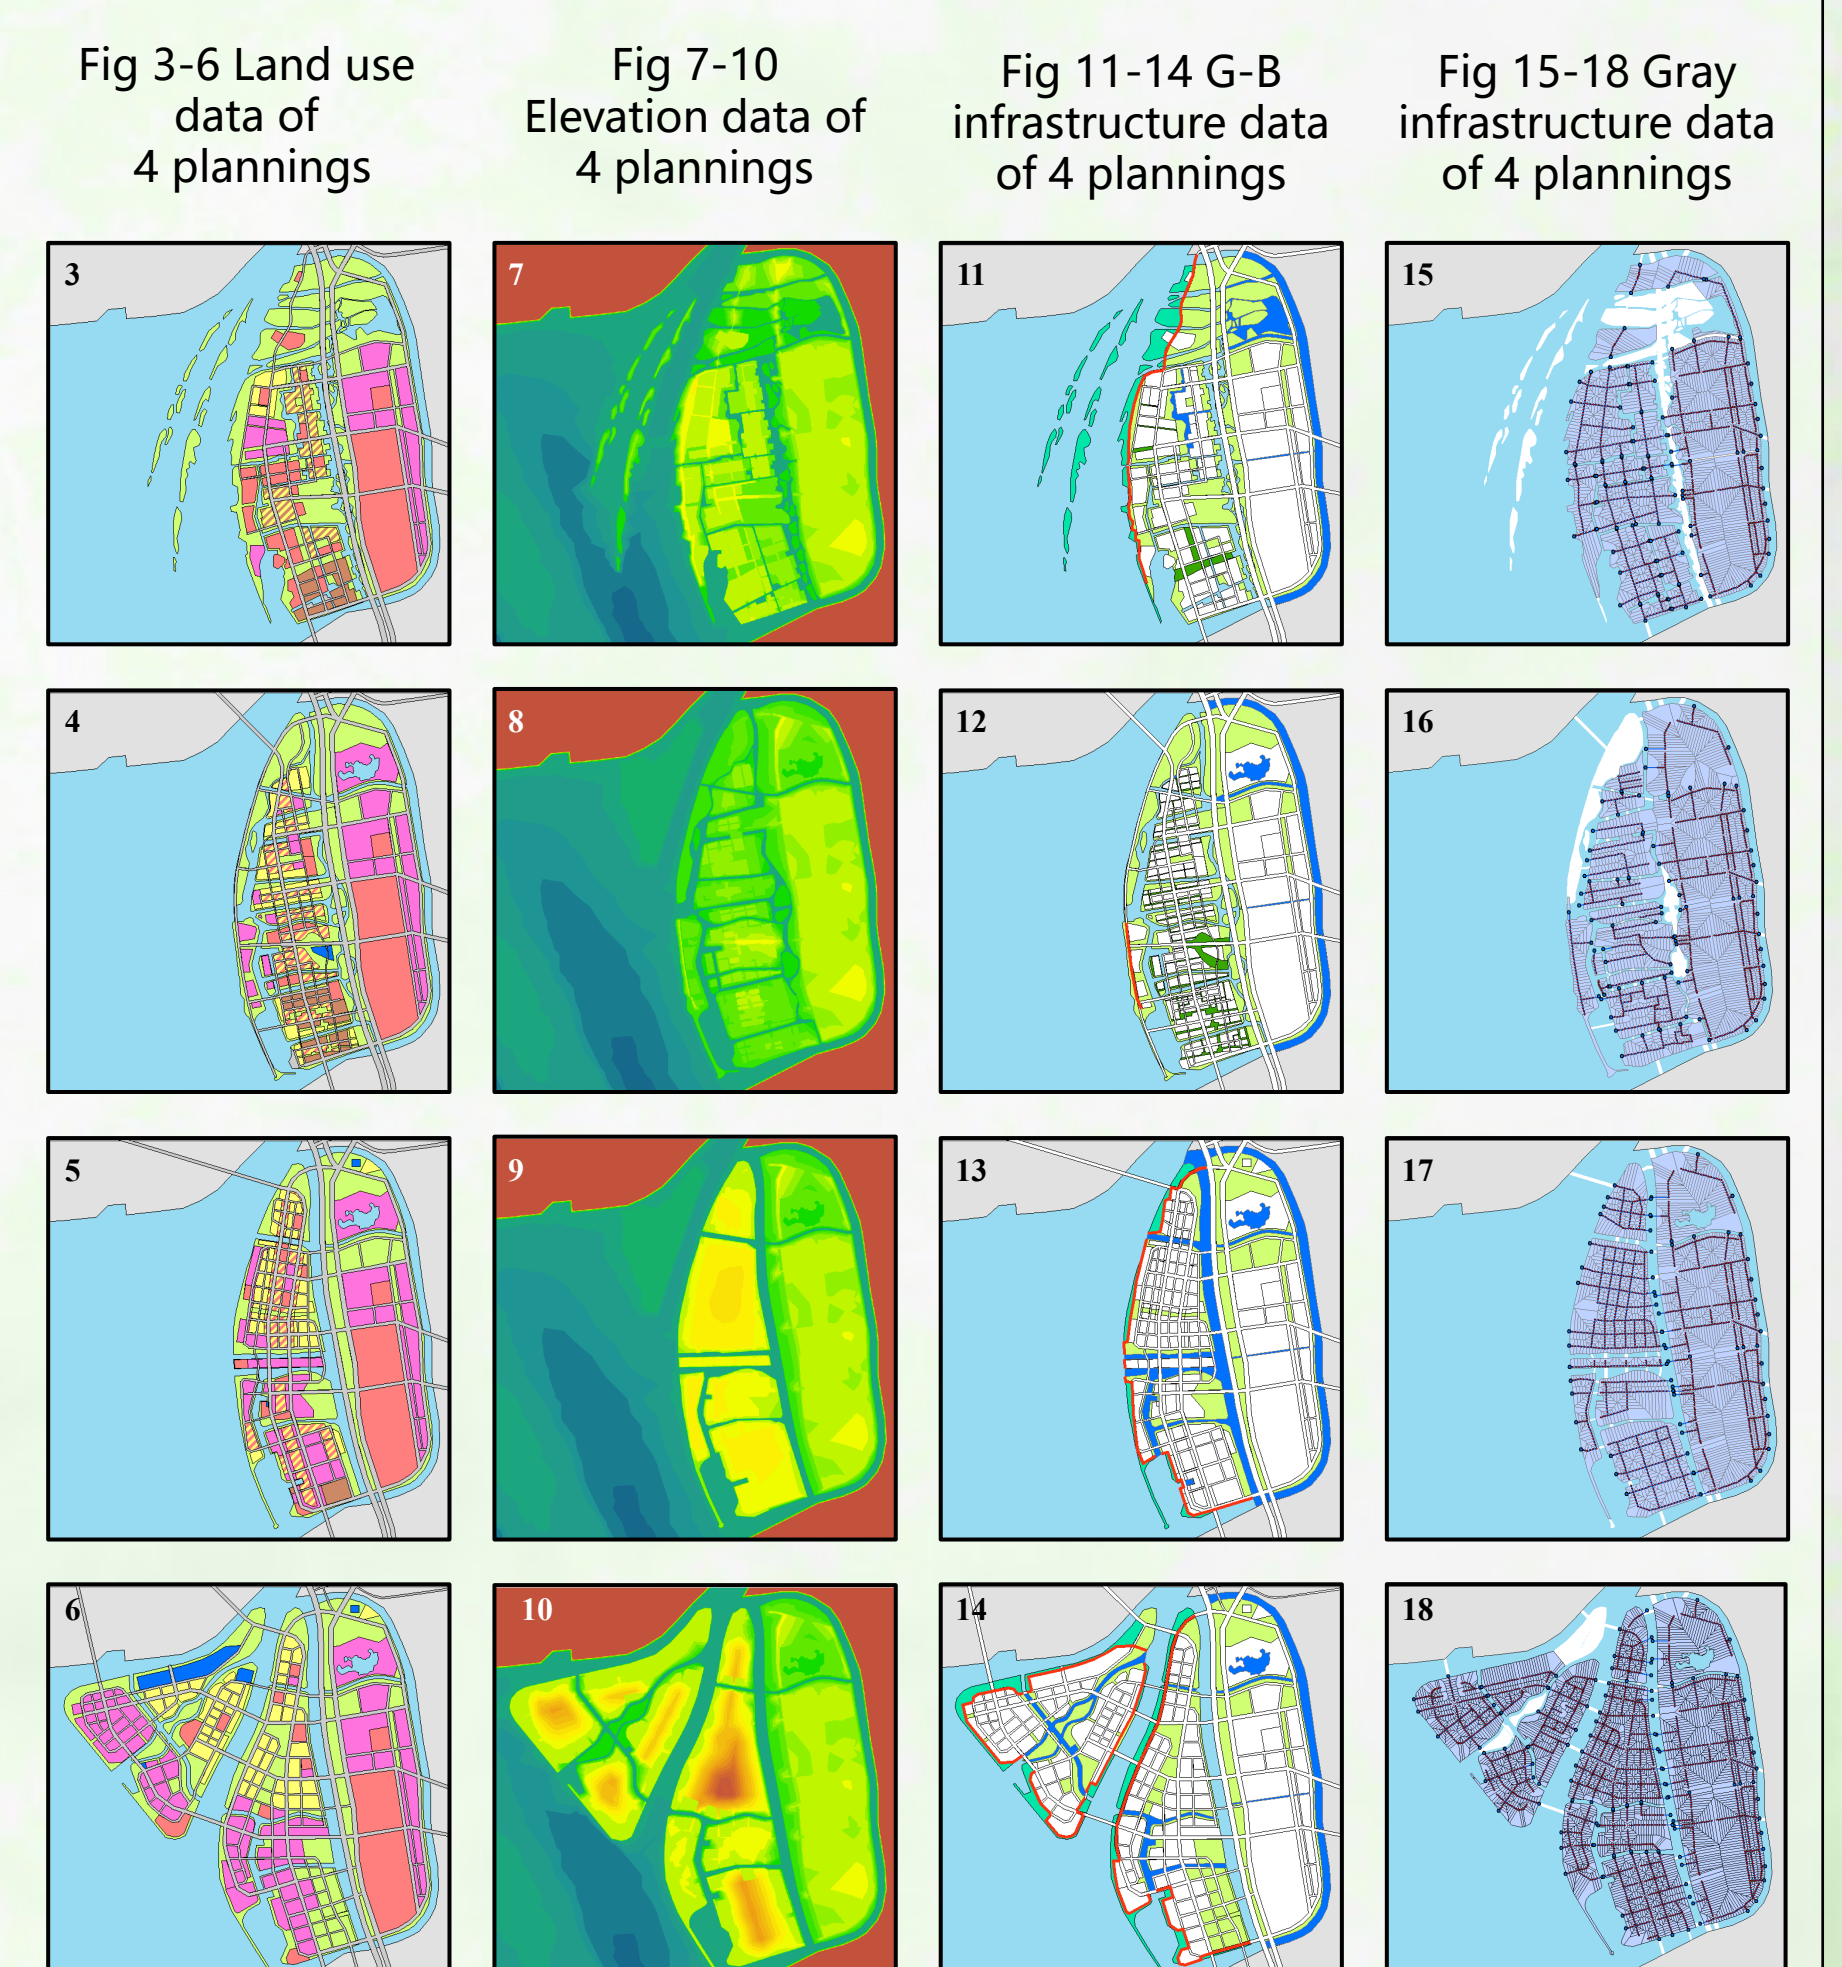 Fig 3-6 Land use
data of
4 plannings
Fig 7-10
Elevation data of
4 plannings
Fig 11-14 G-B
infrastructure data
of 4 plannings
Fig 15-18 Gray
infrastructure data
of 4 plannings
3
7
11
15
4
8
12
16
5
9
13
17
6
10
14
18